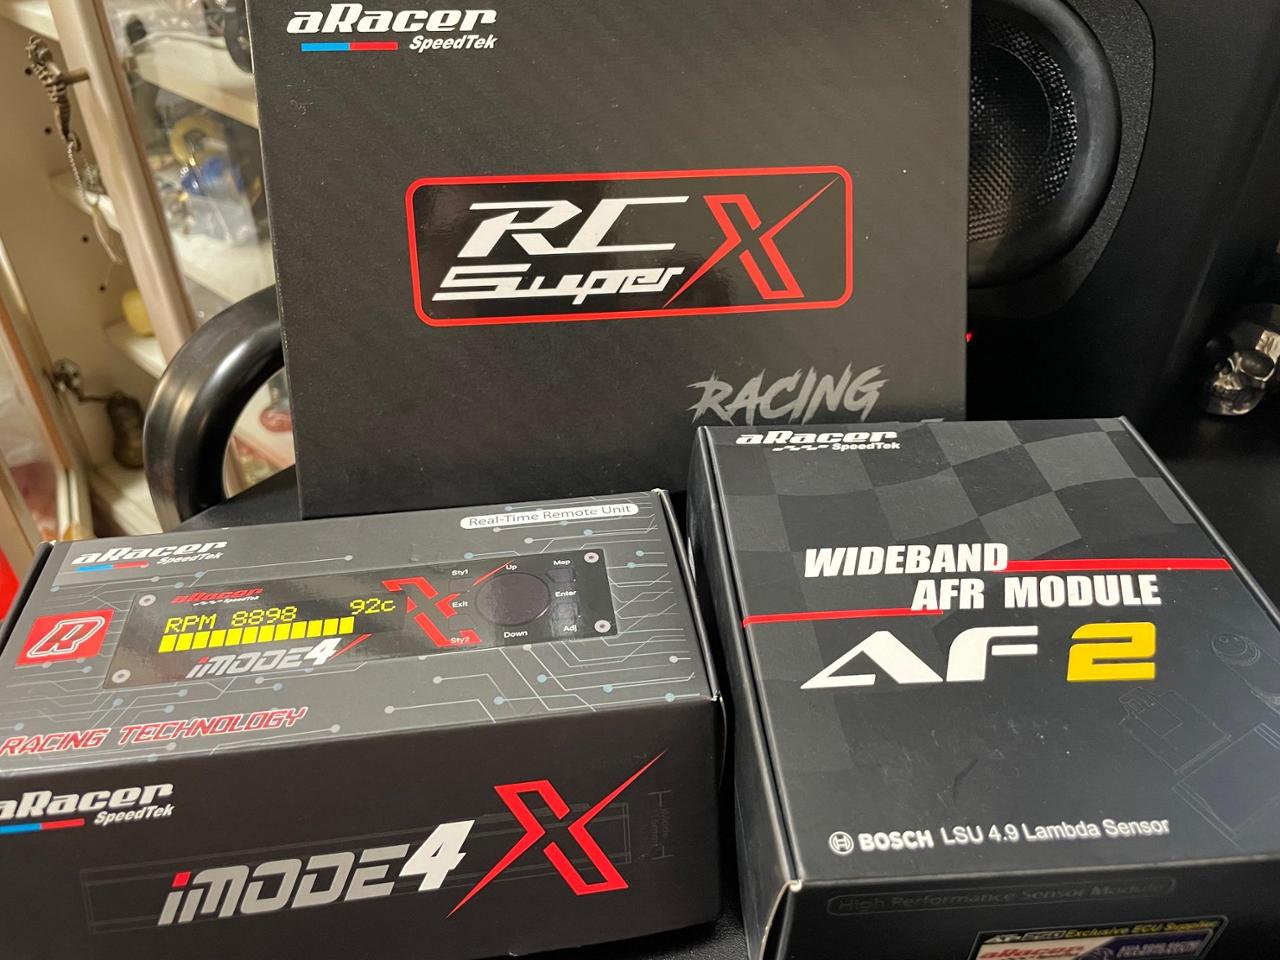 aRacer
SpeedTek
RC
Super X
RACING
aRacer
SpeedTek
Real-Time Remote Unit
aRacer
SpeedTek
RPM 8898 92c
iMODE4
X
Sty1 Up Map
Exit Enter
Sty2 Down Adj
R
RACING TECHNOLOGY
aRacer
SpeedTek
iMODE4 X
aRacer
SpeedTek
WIDEBAND
AFR MODULE
AF2
BOSCH LSU 4.9 Lambda Sensor
High Performance Sensor Module
Exclusive ECU Supplier
aRacer